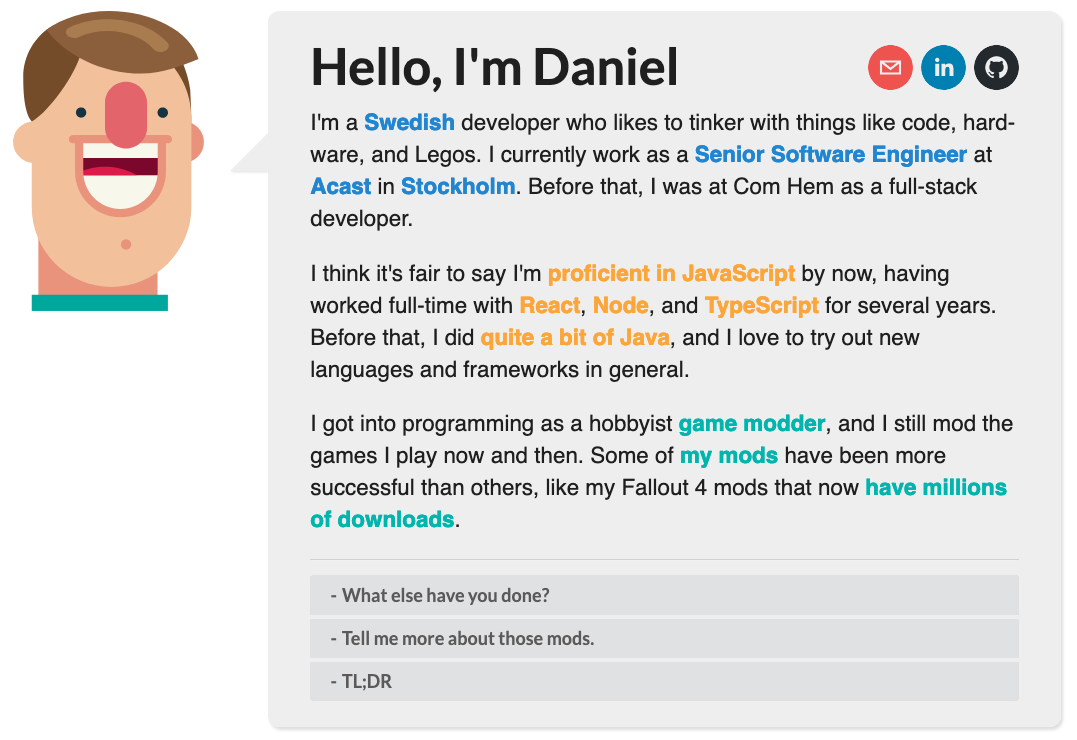 Hello, I'm Daniel
in
I'm a Swedish developer who likes to tinker with things like code, hard-
ware, and Legos. I currently work as a Senior Software Engineer at
Acast in Stockholm. Before that, I was at Com Hem as a full-stack
developer.
I think it's fair to say I'm proficient in JavaScript by now, having
worked full-time with React, Node, and TypeScript for several years.
Before that, I did quite a bit of Java, and I love to try out new
languages and frameworks in general.
I got into programming as a hobbyist game modder, and I still mod the
games I play now and then. Some of my mods have been more
successful than others, like my Fallout 4 mods that now have millions
of downloads.
- What else have you done?
- Tell me more about those mods.
- TL;DR